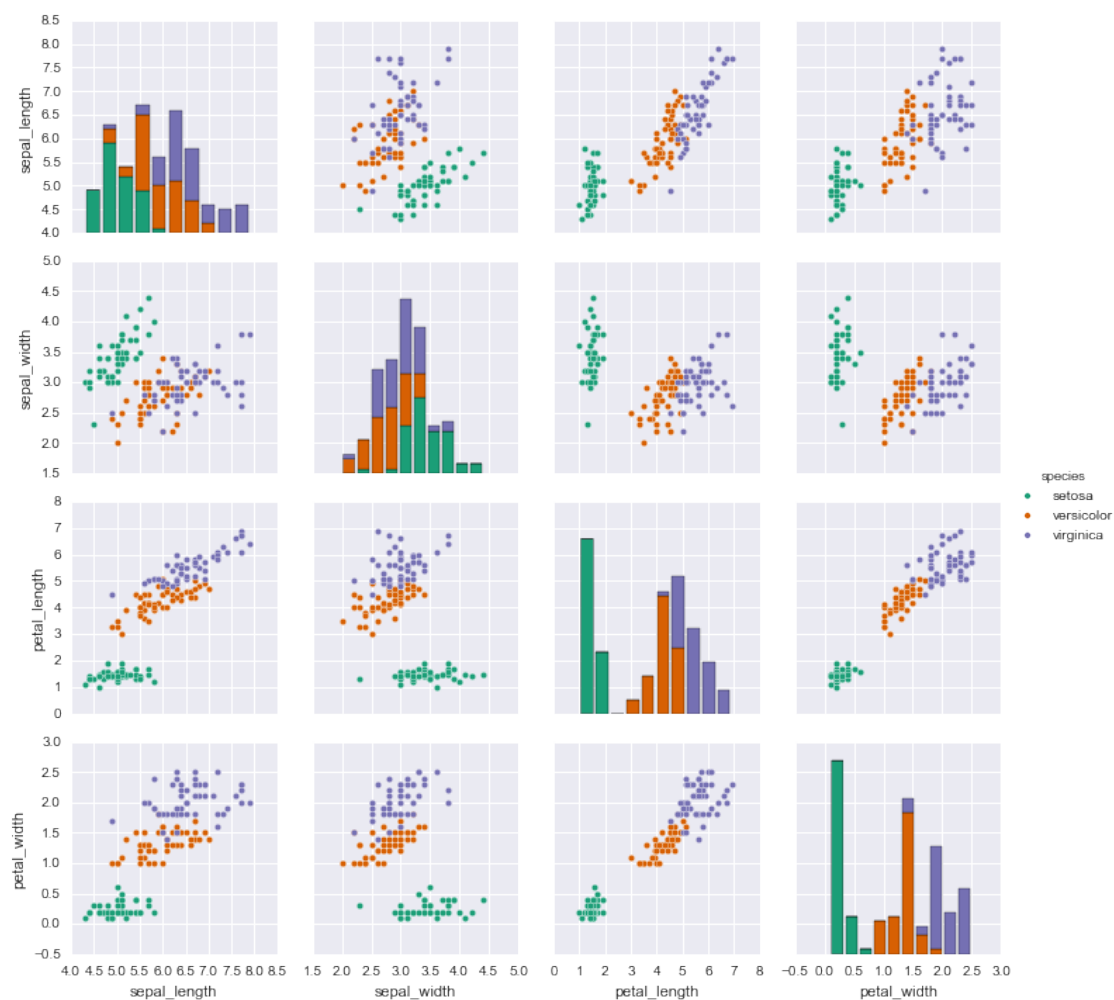 8.5
8.0
7.5
7.0
6.5
6.0
5.5
5.0
4.5
4.0
sepal_length
5.0
4.5
4.0
3.5
3.0
2.5
2.0
1.5
sepal_width
species
setosa
versicolor
virginica
8
7
6
5
4
3
2
1
0
petal_length
3.0
2.5
2.0
1.5
1.0
0.5
0.0
−0.5
petal_width
4.0 4.5 5.0 5.5 6.0 6.5 7.0 7.5 8.0 8.5
sepal_length
1.5 2.0 2.5 3.0 3.5 4.0 4.5 5.0
sepal_width
0 1 2 3 4 5 6 7 8
petal_length
−0.5 0.0 0.5 1.0 1.5 2.0 2.5 3.0
petal_width